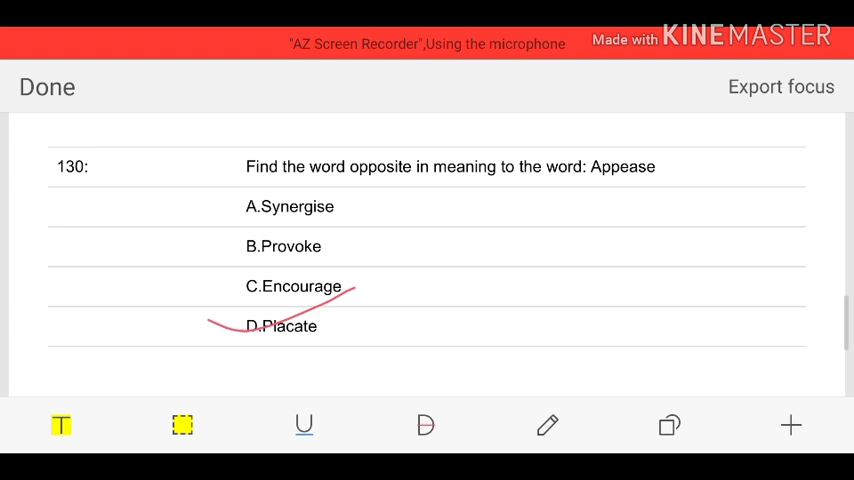 "AZ Screen Recorder",Using the microphone
Made with KINEMASTER
Done
Export focus
130:
Find the word opposite in meaning to the word: Appease
A.Synergise
B.Provoke
C.Encourage
D.Placate
T
U
D